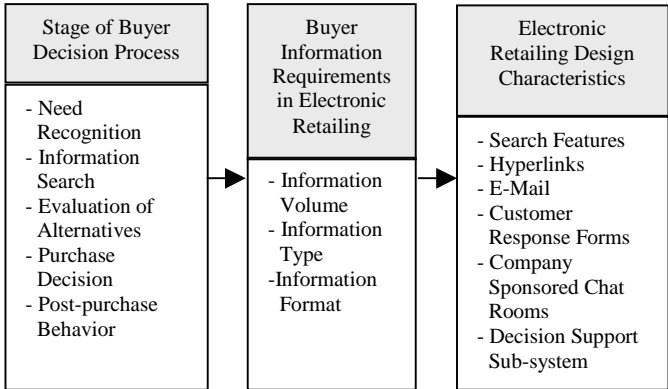 Stage of Buyer
Decision Process
- Need
Recognition
- Information
Search
- Evaluation of
Alternatives
- Purchase
Decision
- Post-purchase
Behavior
Buyer
Information
Requirements
in Electronic
Retailing
- Information
Volume
- Information
Type
-Information
Format
Electronic
Retailing Design
Characteristics
- Search Features
- Hyperlinks
- E-Mail
- Customer
Response Forms
- Company
Sponsored Chat
Rooms
- Decision Support
Sub-system